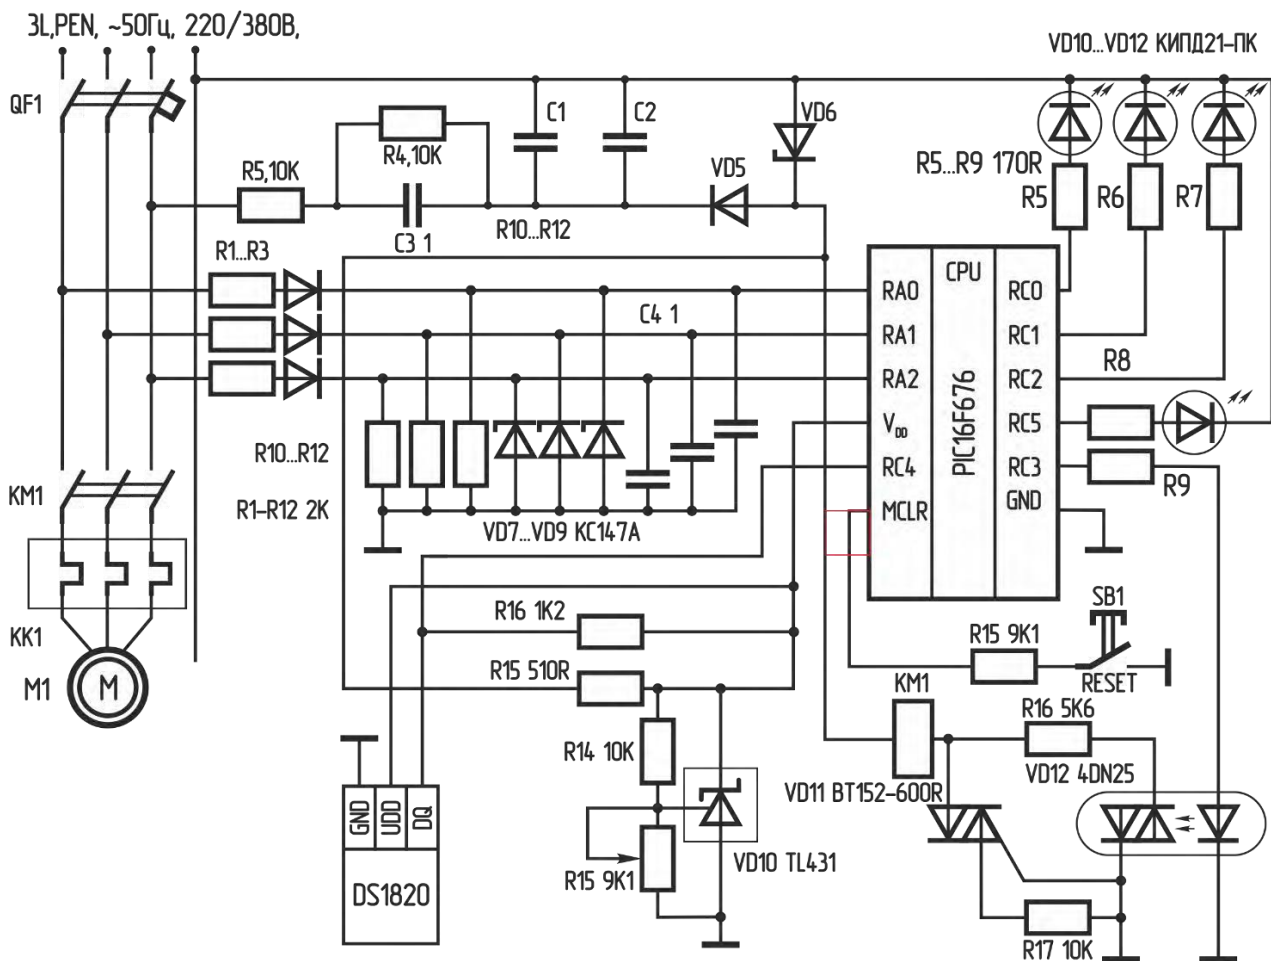 3L,PEN, ~50Гц, 220/380В,
VD10...VD12 КИПД21-ПК
QF1
C1
C2
VD6
R4,10K
R5,10K
VD5
R5...R9 170R
R5
R6
R7
C3 1
R10...R12
R1...R3
CPU
RA0
RC0
C4 1
RA1
RC1
RA2
RC2
R8
PIC16F676
VDD
RC5
R10...R12
RC4
RC3
R9
KM1
R1-R12 2K
MCLR
GND
VD7...VD9 КС147А
KK1
R16 1K2
SB1
R15 9K1
M1
M
R15 510R
KM1
RESET
R16 5K6
R14 10K
VD12 4DN25
VD11 BT152-600R
GND
UDD
DQ
VD10 TL431
R15 9K1
DS1820
R17 10K